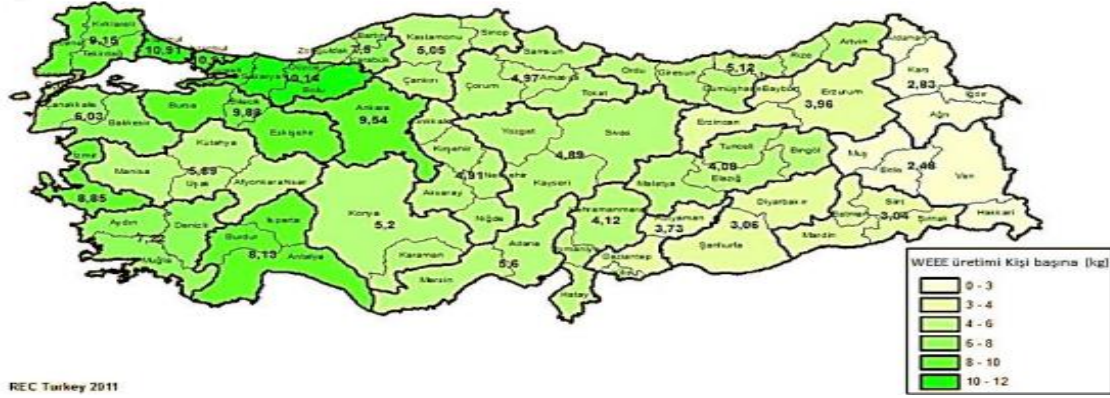 Kırklareli
9,15
Tekirdağ
10,91
Zonguldak
Bartın
7,5
Karabük
Kastamonu
5,05
Sinop
Samsun
Çankırı
Çorum
4,97
Amasya
Tokat
Ordu
Giresun
5,12
Gümüşhane
Bayburt
Rize
Artvin
Ardahan
Kars
2,83
Iğdır
Ağrı
Erzurum
3,96
Erzincan
Sakarya
10,14
Bolu
Çanakkale
6,03
Balıkesir
Bursa
Bilecik
9,88
Eskişehir
Ankara
9,54
Kırıkkale
Kırşehir
4,91
Nevşehir
Aksaray
Niğde
Yozgat
4,89
Kayseri
Sivas
Malatya
Tunceli
4,08
Elazığ
Bingöl
Muş
Bitlis
2,48
Van
Hakkari
İzmir
8,85
Manisa
Kütahya
5,89
Uşak
Afyonkarahisar
Aydın
7,22
Denizli
Muğla
Isparta
Burdur
8,13
Antalya
Konya
5,2
Karaman
Mersin
Adana
5,6
Kahramanmaraş
4,12
Osmaniye
Hatay
Adıyaman
3,73
Gaziantep
Kilis
Şanlıurfa
3,06
Diyarbakır
Mardin
Batman
Siirt
3,04
Şırnak
WEEE üretimi Kişi başına (kg)
0 - 3
3 - 4
4 - 6
6 - 8
8 - 10
10 - 12
REC Turkey 2011